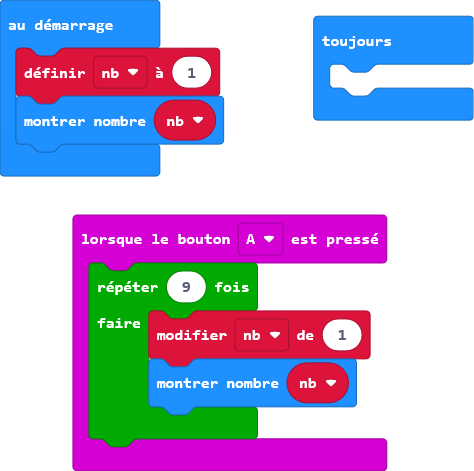 au démarrage
définir nb à 1
montrer nombre nb
toujours
lorsque le bouton A est pressé
répéter 9 fois
faire
modifier nb de 1
montrer nombre nb